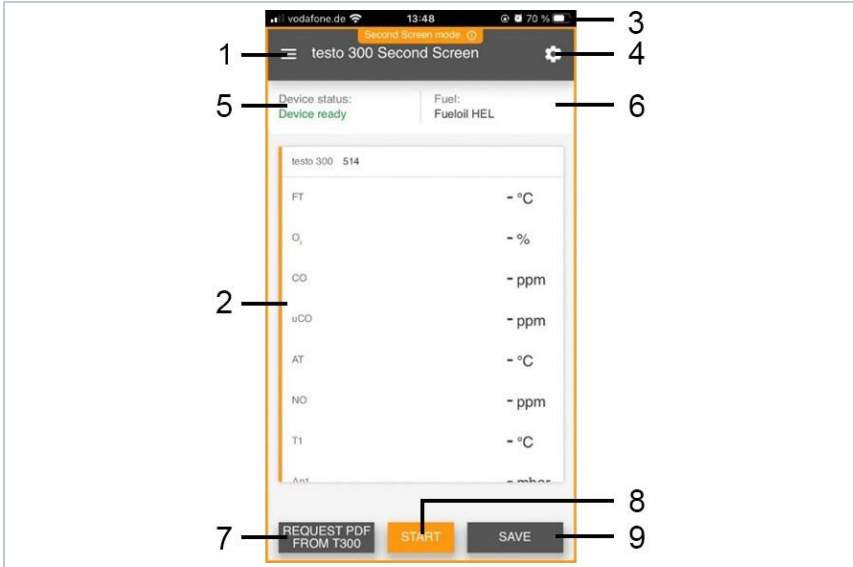 vodafone.de 13:48 70 % 3
Second Screen mode
1 testo 300 Second Screen 4
Device status: Fuel:
5 6
Device ready Fueloil HEL
testo 300 514
FT - °C
O₂ - %
CO - ppm
2
uCO - ppm
AT - °C
NO - ppm
T1 - °C
Δp1 - mbar
8
REQUEST PDF
7 START SAVE 9
FROM T300